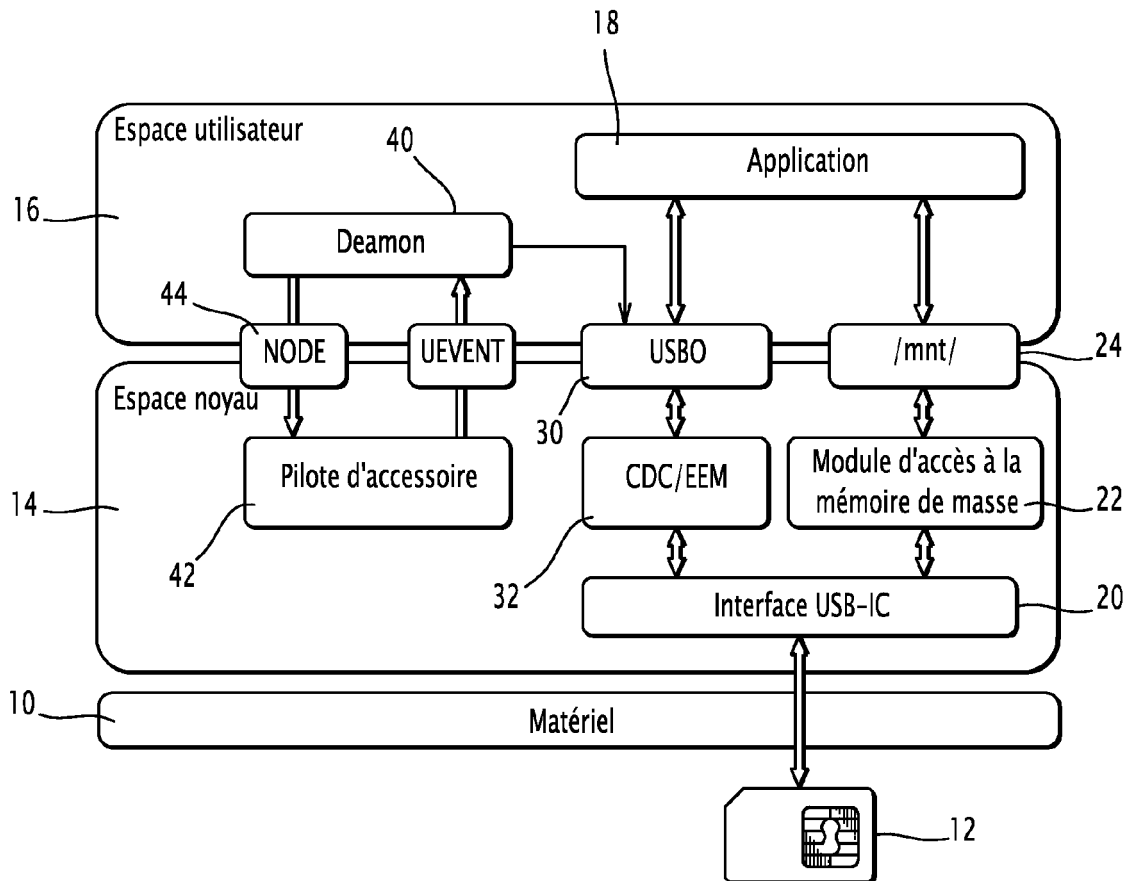 18
Espace utilisateur
40
Application
16
Deamon
44
NODE
UEVENT
USBO
/mnt/
24
Espace noyau
30
Pilote d'accessoire
CDC/EEM
Module d'accès à la
mémoire de masse
22
14
42
32
Interface USB-IC
20
10
Matériel
12